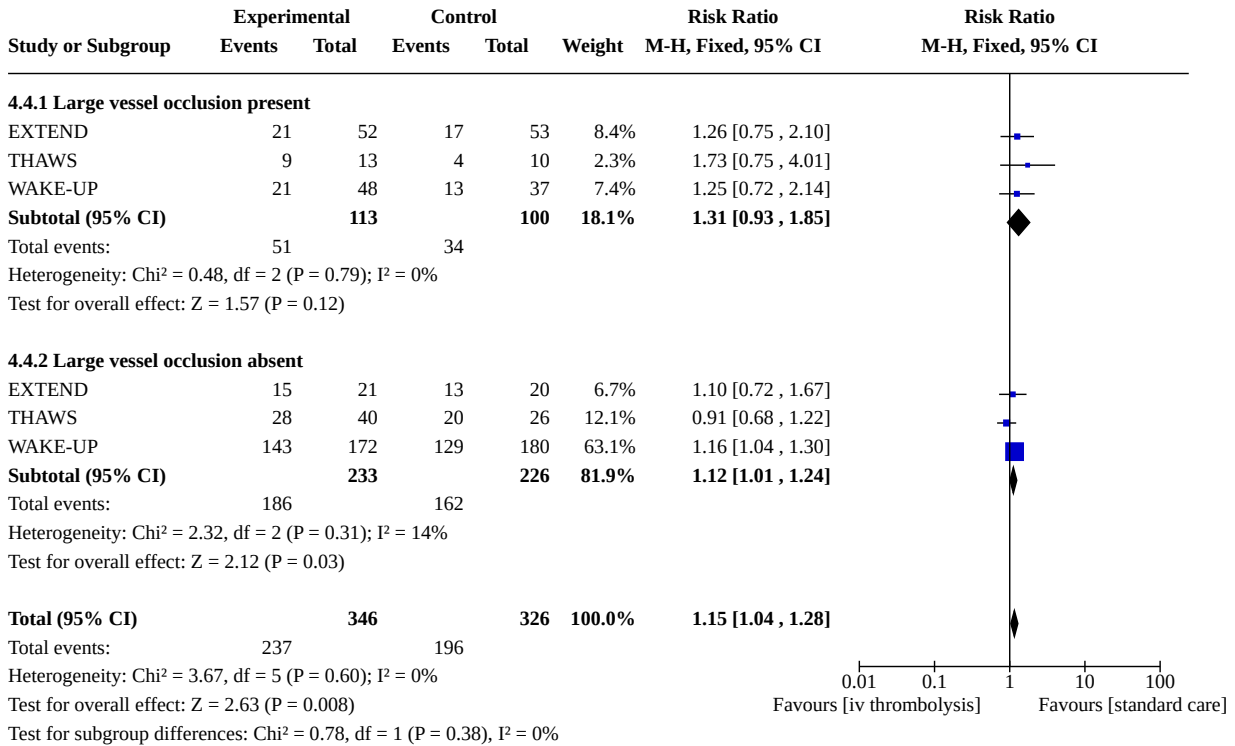 Experimental Control Risk Ratio Risk Ratio
Study or Subgroup Events Total Events Total Weight M-H, Fixed, 95% CI M-H, Fixed, 95% CI
4.4.1 Large vessel occlusion present
EXTEND 21 52 17 53 8.4% 1.26 [0.75 , 2.10]
THAWS 9 13 4 10 2.3% 1.73 [0.75 , 4.01]
WAKE-UP 21 48 13 37 7.4% 1.25 [0.72 , 2.14]
Subtotal (95% CI) 113 100 18.1% 1.31 [0.93 , 1.85]
Total events: 51 34
Heterogeneity: Chi² = 0.48, df = 2 (P = 0.79); I² = 0%
Test for overall effect: Z = 1.57 (P = 0.12)
4.4.2 Large vessel occlusion absent
EXTEND 15 21 13 20 6.7% 1.10 [0.72 , 1.67]
THAWS 28 40 20 26 12.1% 0.91 [0.68 , 1.22]
WAKE-UP 143 172 129 180 63.1% 1.16 [1.04 , 1.30]
Subtotal (95% CI) 233 226 81.9% 1.12 [1.01 , 1.24]
Total events: 186 162
Heterogeneity: Chi² = 2.32, df = 2 (P = 0.31); I² = 14%
Test for overall effect: Z = 2.12 (P = 0.03)
Total (95% CI) 346 326 100.0% 1.15 [1.04 , 1.28]
Total events: 237 196
Heterogeneity: Chi² = 3.67, df = 5 (P = 0.60); I² = 0%
0.01 0.1 1 10 100
Test for overall effect: Z = 2.63 (P = 0.008) Favours [iv thrombolysis] Favours [standard care]
Test for subgroup differences: Chi² = 0.78, df = 1 (P = 0.38), I² = 0%